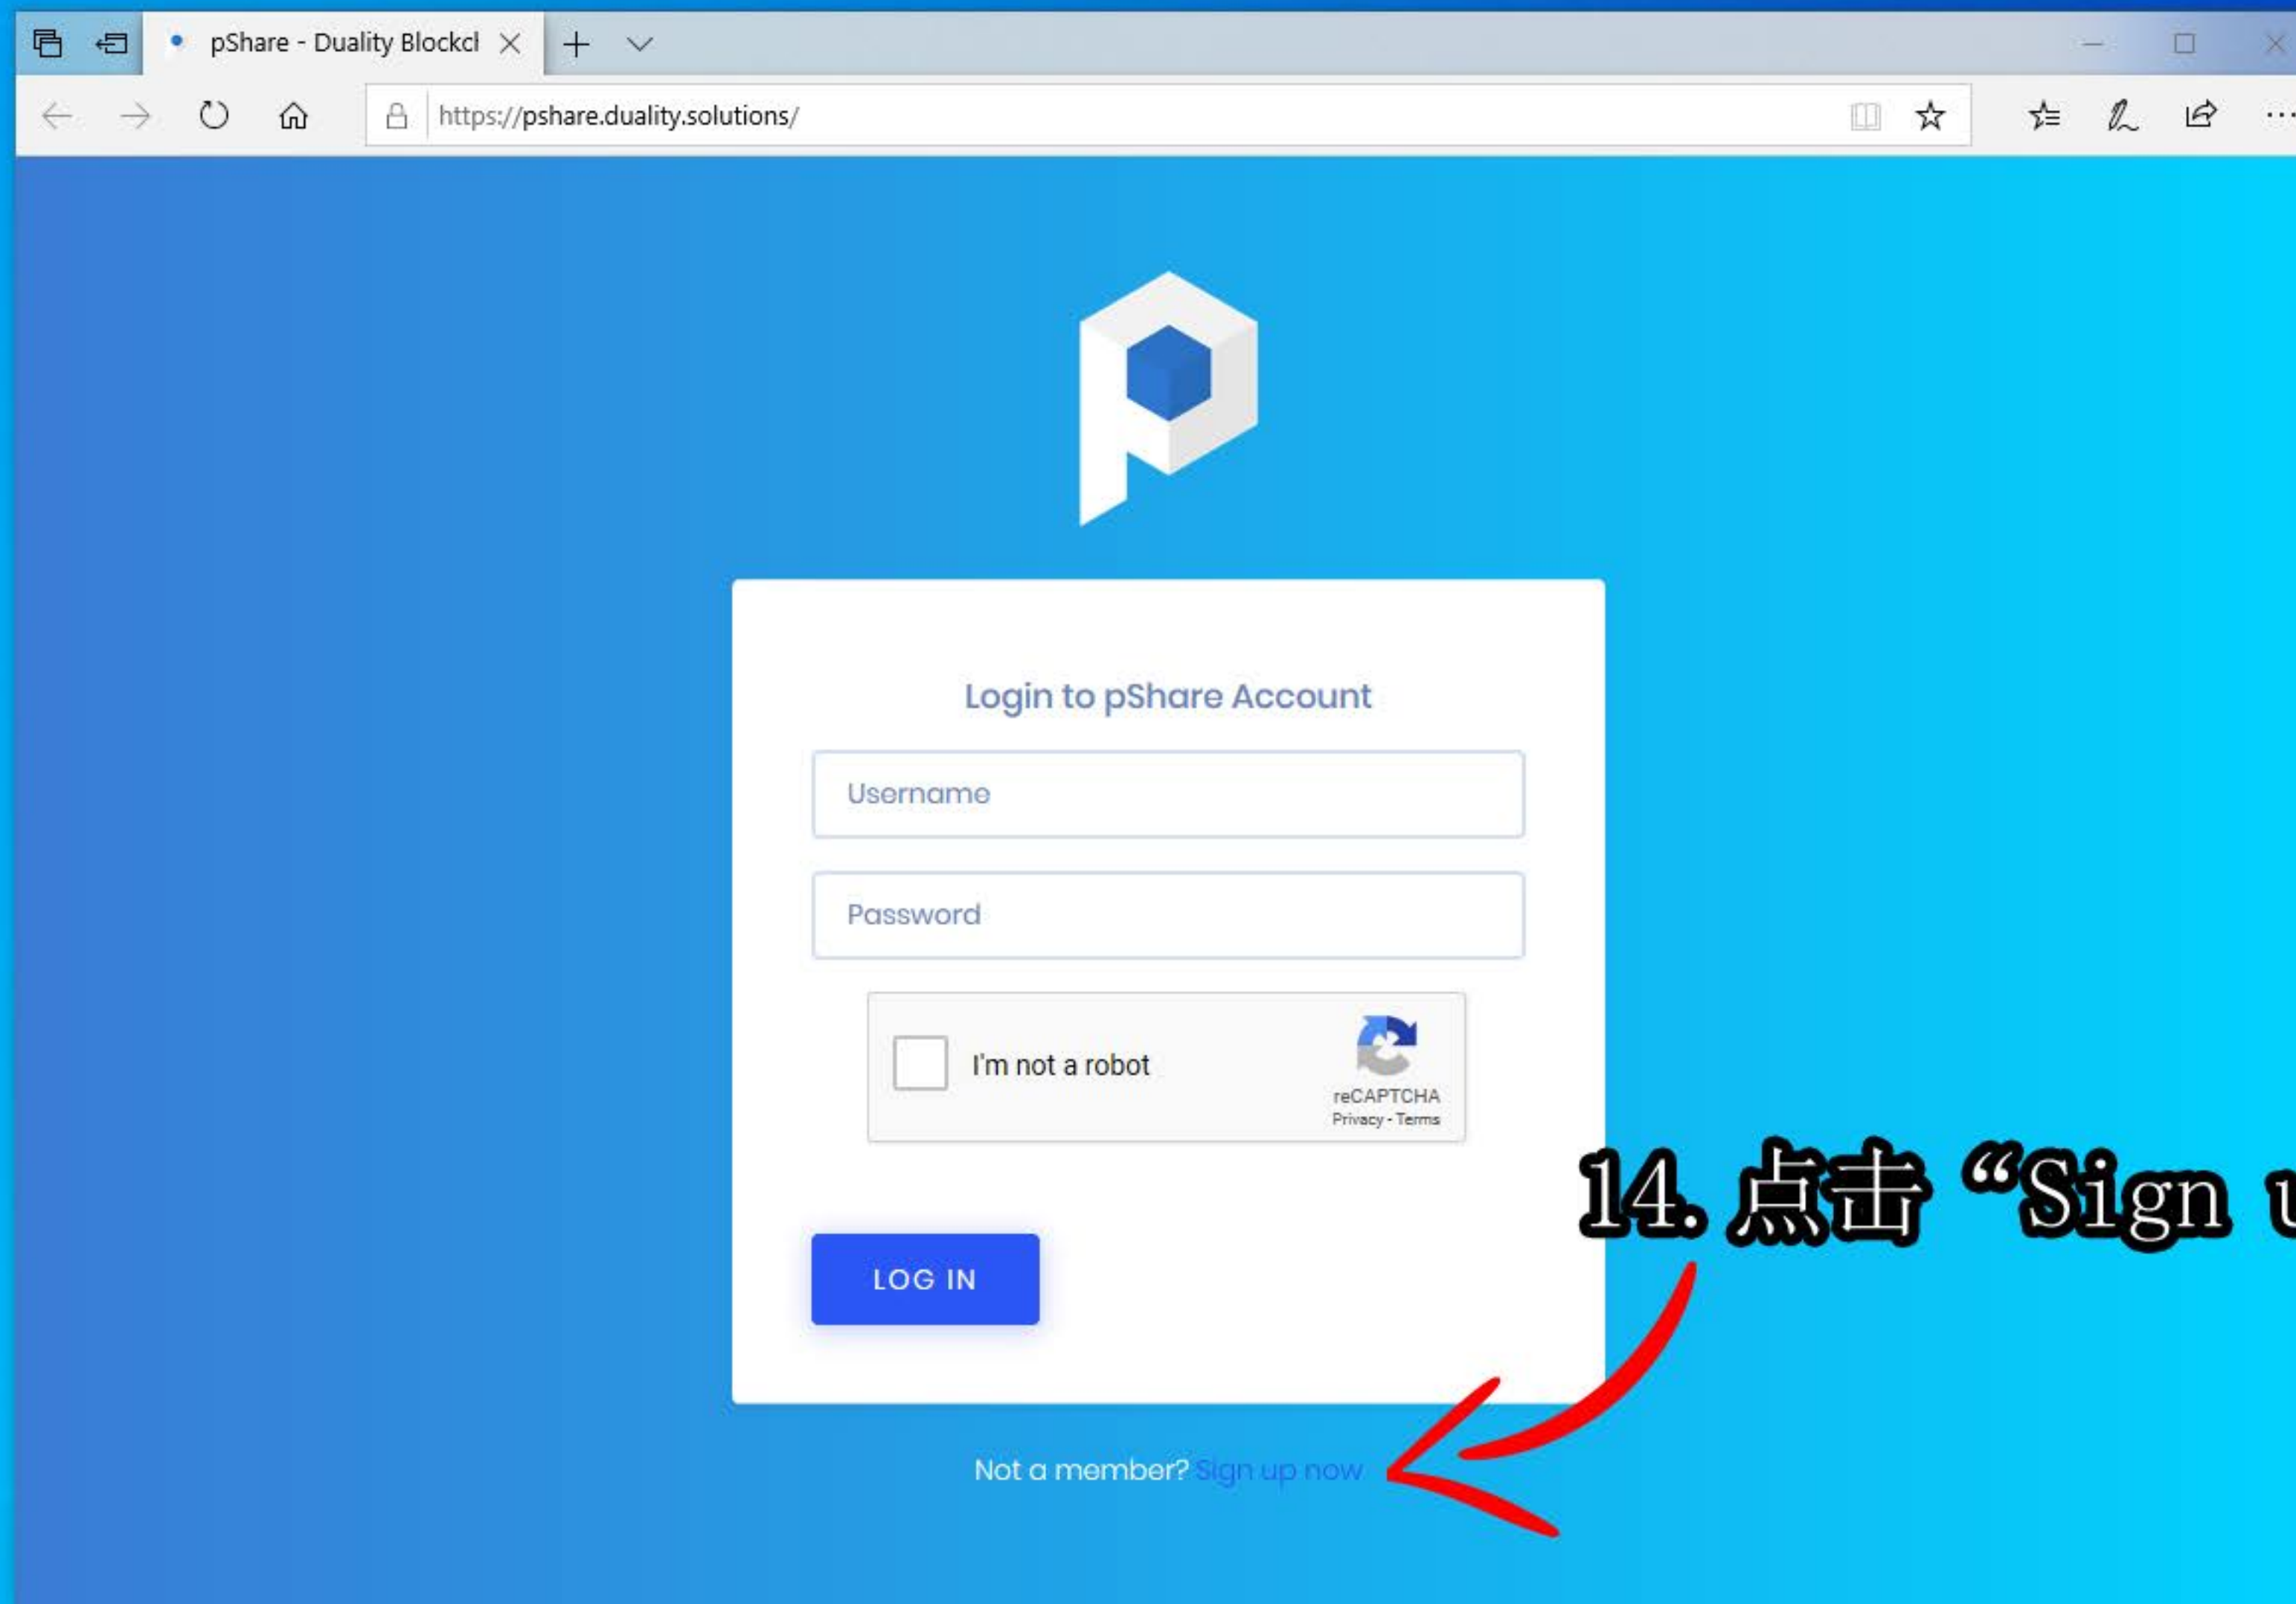 pShare - Duality Blockcl
https://pshare.duality.solutions/
Login to pShare Account
Username
Password
I'm not a robot
reCAPTCHA
Privacy - Terms
14. 点击 “Sign u
LOG IN
Not a member? Sign up now